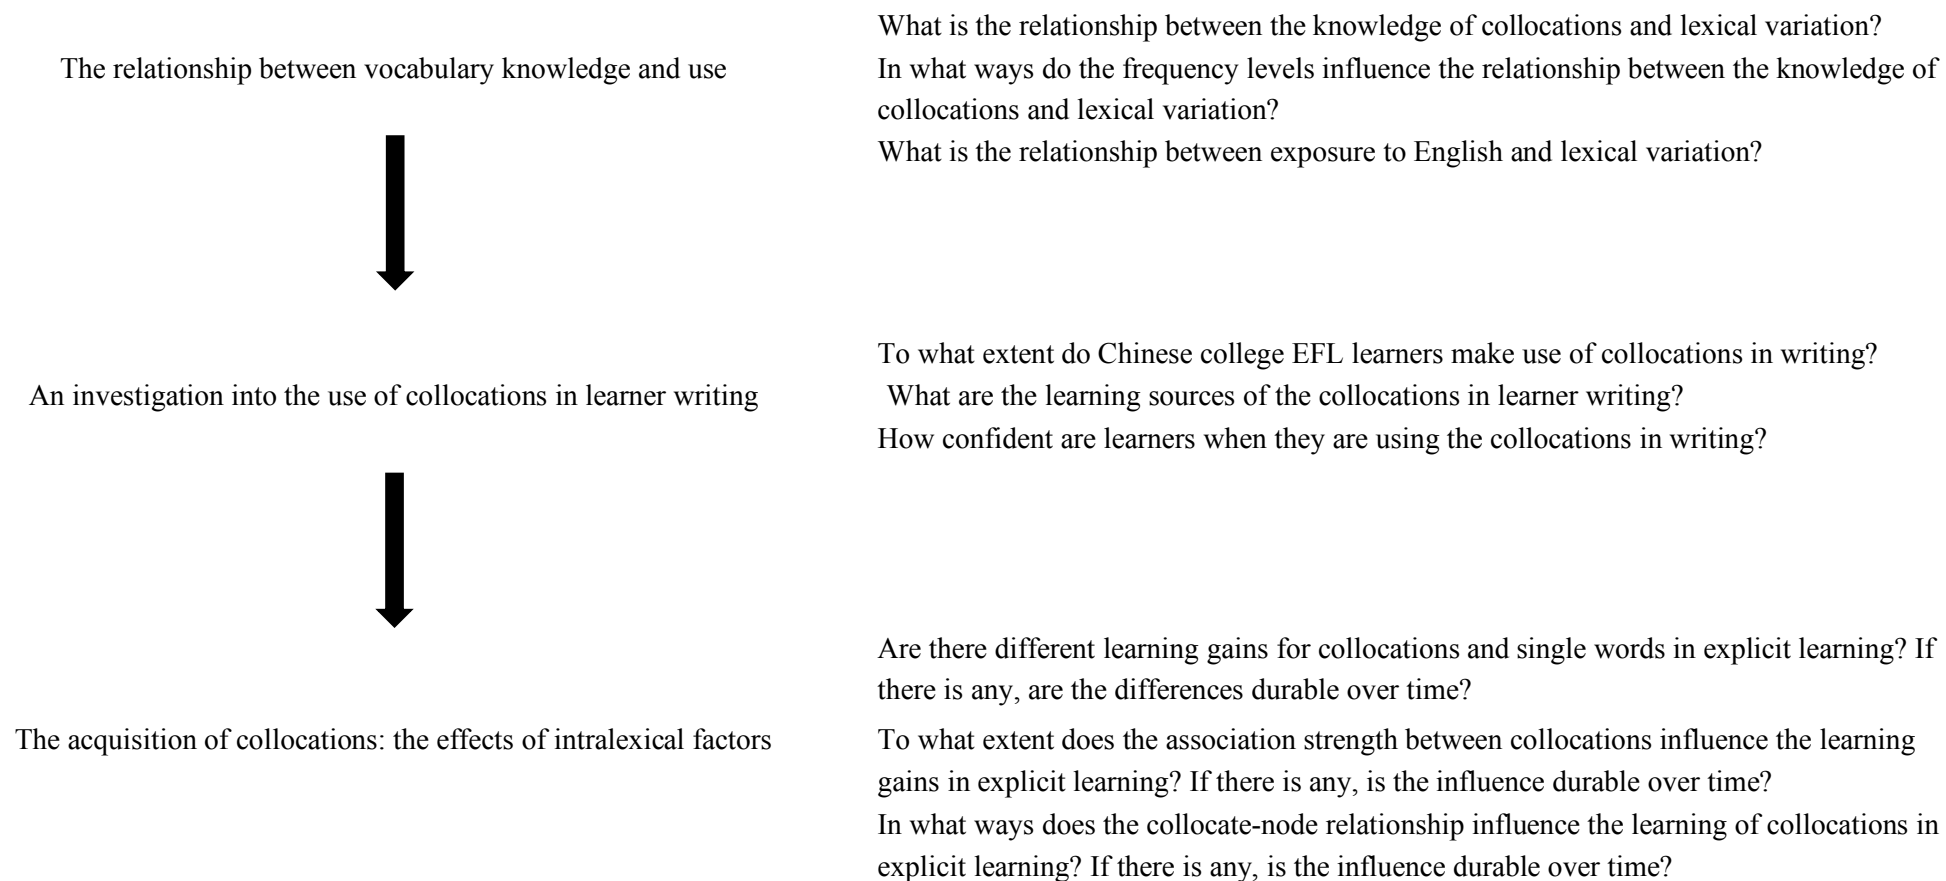 What is the relationship between the knowledge of collocations and lexical variation?
The relationship between vocabulary knowledge and use
In what ways do the frequency levels influence the relationship between the knowledge of
collocations and lexical variation?
What is the relationship between exposure to English and lexical variation?
To what extent do Chinese college EFL learners make use of collocations in writing?
An investigation into the use of collocations in learner writing
What are the learning sources of the collocations in learner writing?
How confident are learners when they are using the collocations in writing?
Are there different learning gains for collocations and single words in explicit learning? If
there is any, are the differences durable over time?
The acquisition of collocations: the effects of intralexical factors
To what extent does the association strength between collocations influence the learning
gains in explicit learning? If there is any, is the influence durable over time?
In what ways does the collocate-node relationship influence the learning of collocations in
explicit learning? If there is any, is the influence durable over time?